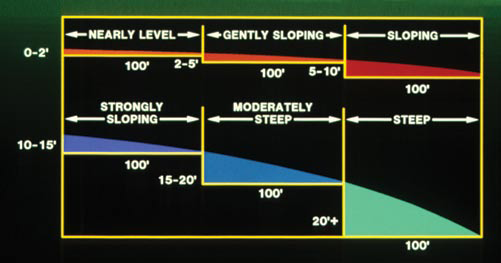 NEARLY LEVEL
GENTLY SLOPING
SLOPING
0-2'
100'
2-5'
100'
5-10'
100'
STRONGLY
SLOPING
MODERATELY
STEEP
STEEP
10-15'
100'
15-20'
100'
20'+
100'